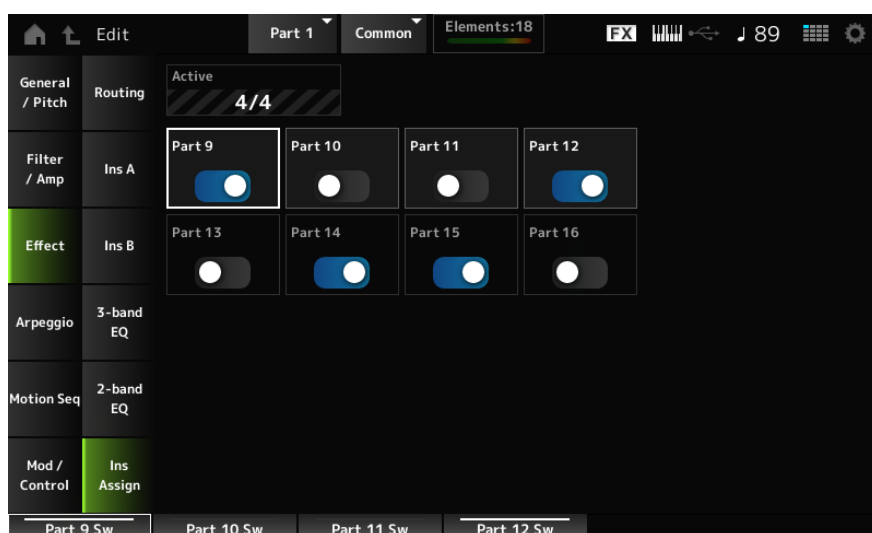 Edit
Part 1
Common
Elements:18
FX
♩ 89
General
/ Pitch
Routing
Active
4/4
Filter
/ Amp
Ins A
Part 9
Part 10
Part 11
Part 12
Effect
Ins B
Part 13
Part 14
Part 15
Part 16
Arpeggio
3-band
EQ
Motion Seq
2-band
EQ
Mod /
Control
Ins
Assign
Part 9 Sw
Part 10 Sw
Part 11 Sw
Part 12 Sw